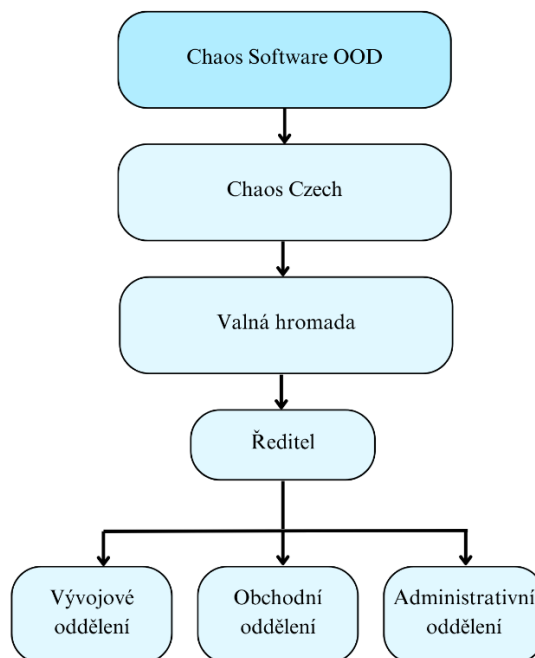 Chaos Software OOD
Chaos Czech
Valná hromada
Ředitel
Vývojové
oddělení
Obchodní
oddělení
Administrativní
oddělení